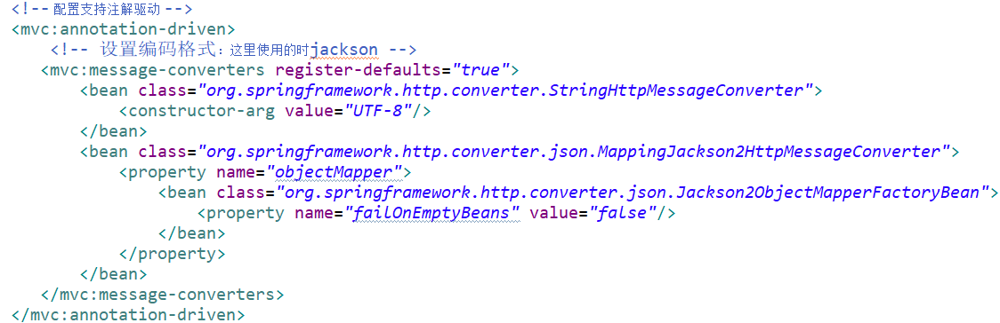 <!-- 配置支持注解驱动 -->
<mvc:annotation-driven>
<!-- 设置编码格式：这里使用的时jackson -->
<mvc:message-converters register-defaults="true">
<bean class="org.springframework.http.converter.StringHttpMessageConverter">
<constructor-arg value="UTF-8"/>
</bean>
<bean class="org.springframework.http.converter.json.MappingJackson2HttpMessageConverter">
<property name="objectMapper">
<bean class="org.springframework.http.converter.json.Jackson2ObjectMapperFactoryBean">
<property name="failOnEmptyBeans" value="false"/>
</bean>
</property>
</bean>
</mvc:message-converters>
</mvc:annotation-driven>